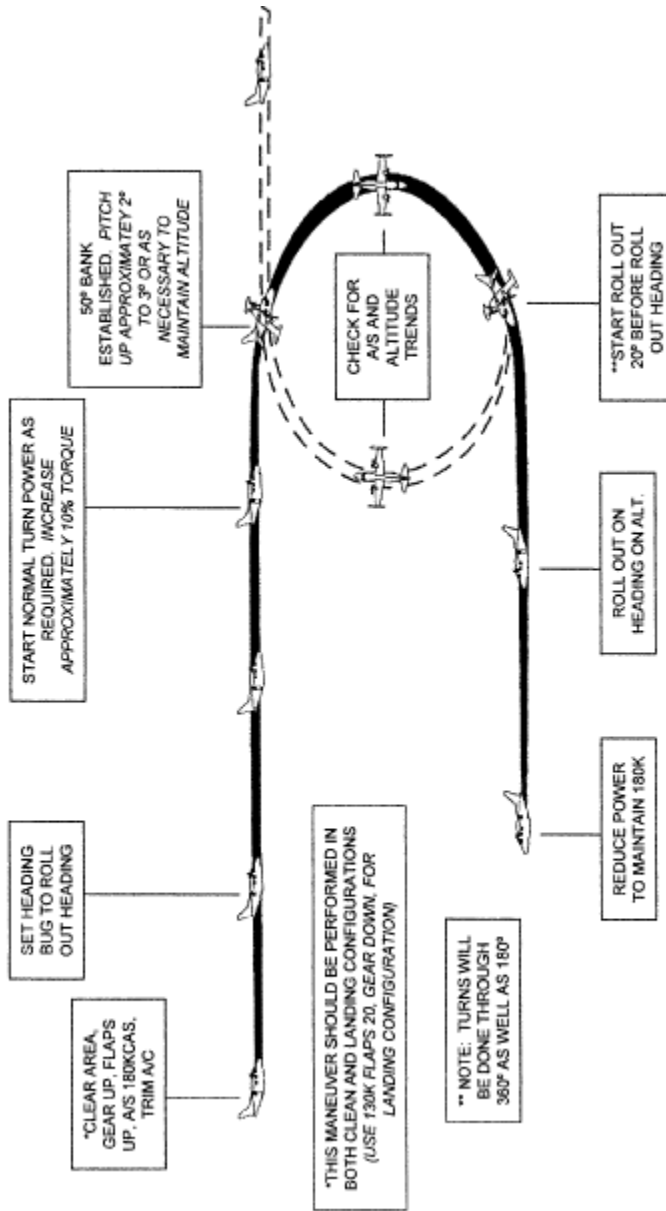 *CLEAR AREA,
GEAR UP, FLAPS
UP, A/S 180KCAS,
TRIM A/C
SET HEADING
BUG TO ROLL
OUT HEADING
START NORMAL TURN POWER AS
REQUIRED. INCREASE
APPROXIMATELY 10% TORQUE
50° BANK
ESTABLISHED. PITCH
UP APPROXIMATEY 2°
TO 3° OR AS
NECESSARY TO
MAINTAIN ALTITUDE
CHECK FOR
A/S AND
ALTITUDE
TRENDS
**START ROLL OUT
20° BEFORE ROLL
OUT HEADING
ROLL OUT ON
HEADING ON ALT.
REDUCE POWER
TO MAINTAIN 180K
*THIS MANEUVER SHOULD BE PERFORMED IN
BOTH CLEAN AND LANDING CONFIGURATIONS
(USE 130K FLAPS 20, GEAR DOWN, FOR
LANDING CONFIGURATION)
** NOTE: TURNS WILL
BE DONE THROUGH
360° AS WELL AS 180°